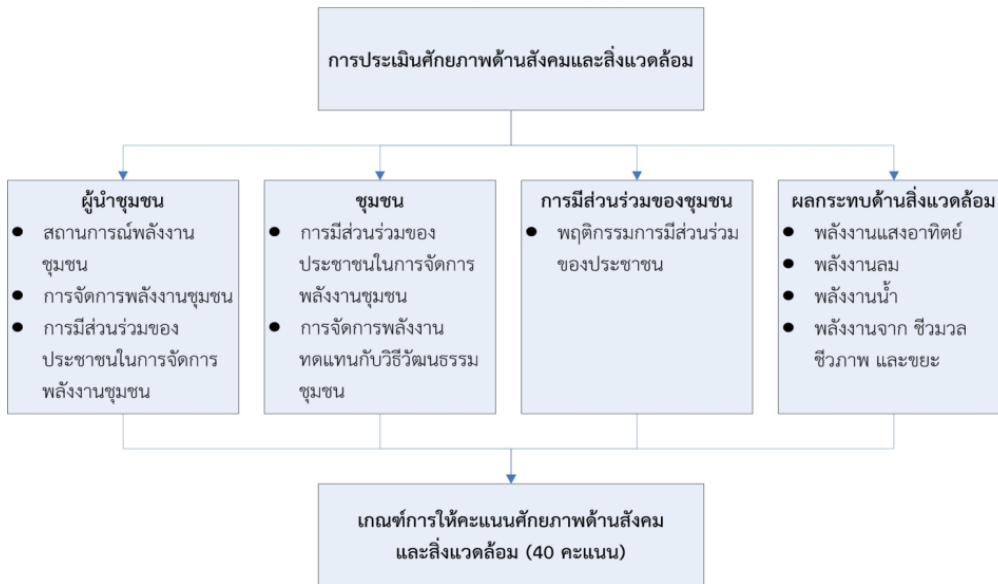 การประเมินศักยภาพด้านสังคมและสิ่งแวดล้อม
ผู้นำชุมชน
● สถานการณ์พลังงาน
ชุมชน
● การจัดการพลังงานชุมชน
● การมีส่วนร่วมของ
ประชาชนในการจัดการ
พลังงานชุมชน
ชุมชน
● การมีส่วนร่วมของ
ประชาชนในการจัดการ
พลังงานชุมชน
● การจัดการพลังงาน
ทดแทนกับวิธีวัฒนธรรม
ชุมชน
การมีส่วนร่วมของชุมชน
● พฤติกรรมการมีส่วนร่วม
ของประชาชน
ผลกระทบด้านสิ่งแวดล้อม
● พลังงานแสงอาทิตย์
● พลังงานลม
● พลังงานน้ำ
● พลังงานจาก ชีวมวล
ชีวภาพ และขยะ
เกณฑ์การให้คะแนนศักยภาพด้านสังคม
และสิ่งแวดล้อม (40 คะแนน)